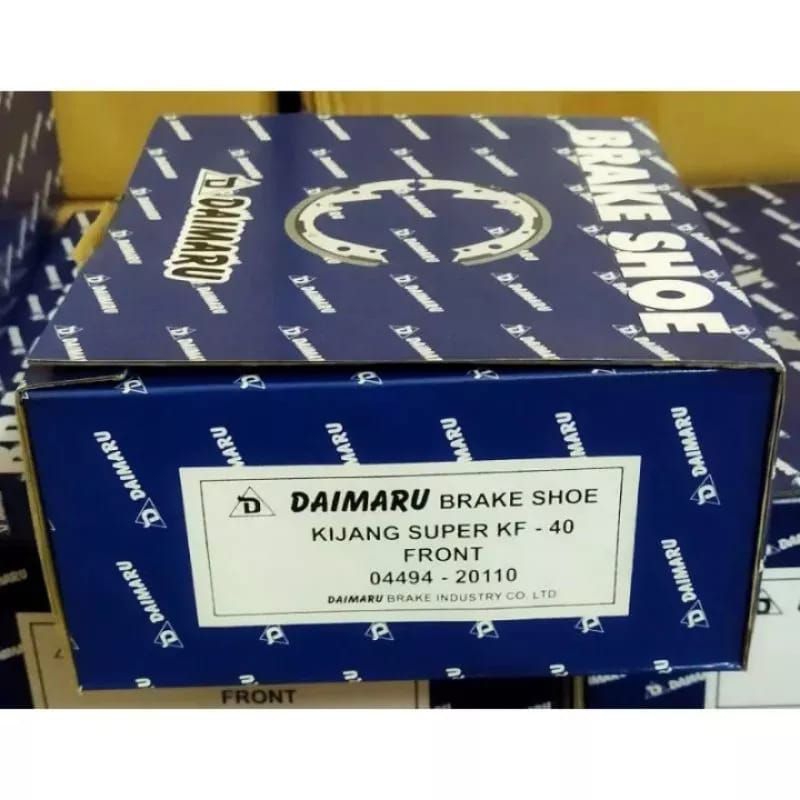 BRAKE SHOE
DAIMARU
DAIMARU BRAKE SHOE
KIJANG SUPER KF - 40
FRONT
04494 - 20110
DAIMARU BRAKE INDUSTRY CO. LTD
FRONT